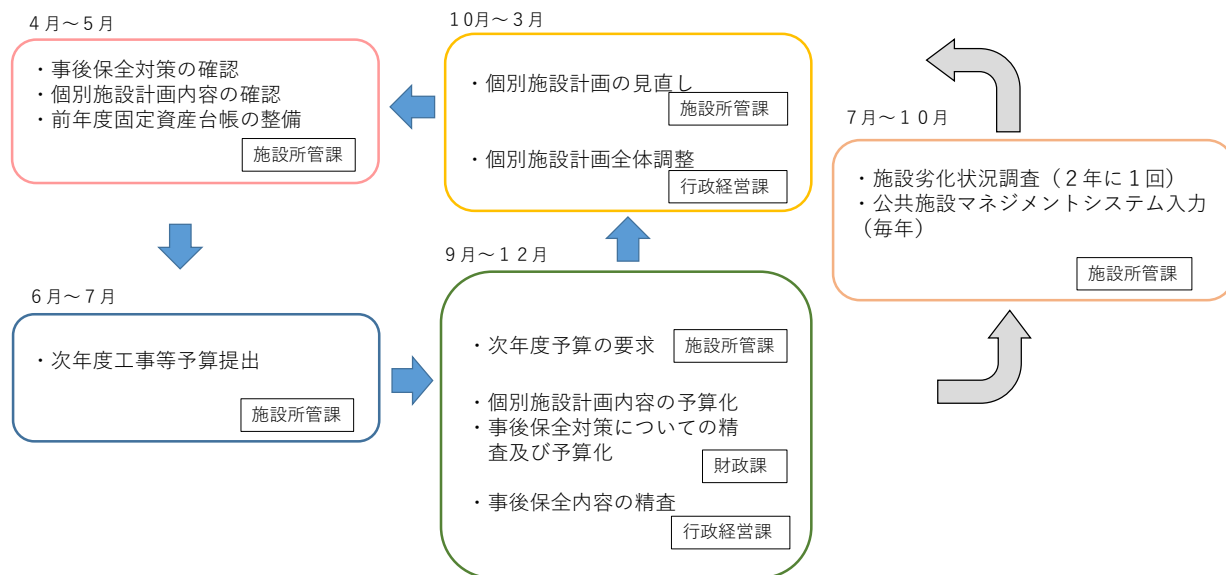 ４月～５月
・事後保全対策の確認
・個別施設計画内容の確認
・前年度固定資産台帳の整備
施設所管課
10月～３月
・個別施設計画の見直し
施設所管課
・個別施設計画全体調整
行政経営課
７月～１０月
・施設劣化状況調査（２年に１回）
・公共施設マネジメントシステム入力
（毎年）
施設所管課
６月～７月
・次年度工事等予算提出
施設所管課
９月～１２月
・次年度予算の要求
施設所管課
・個別施設計画内容の予算化
・事後保全対策についての精
査及び予算化
財政課
・事後保全内容の精査
行政経営課